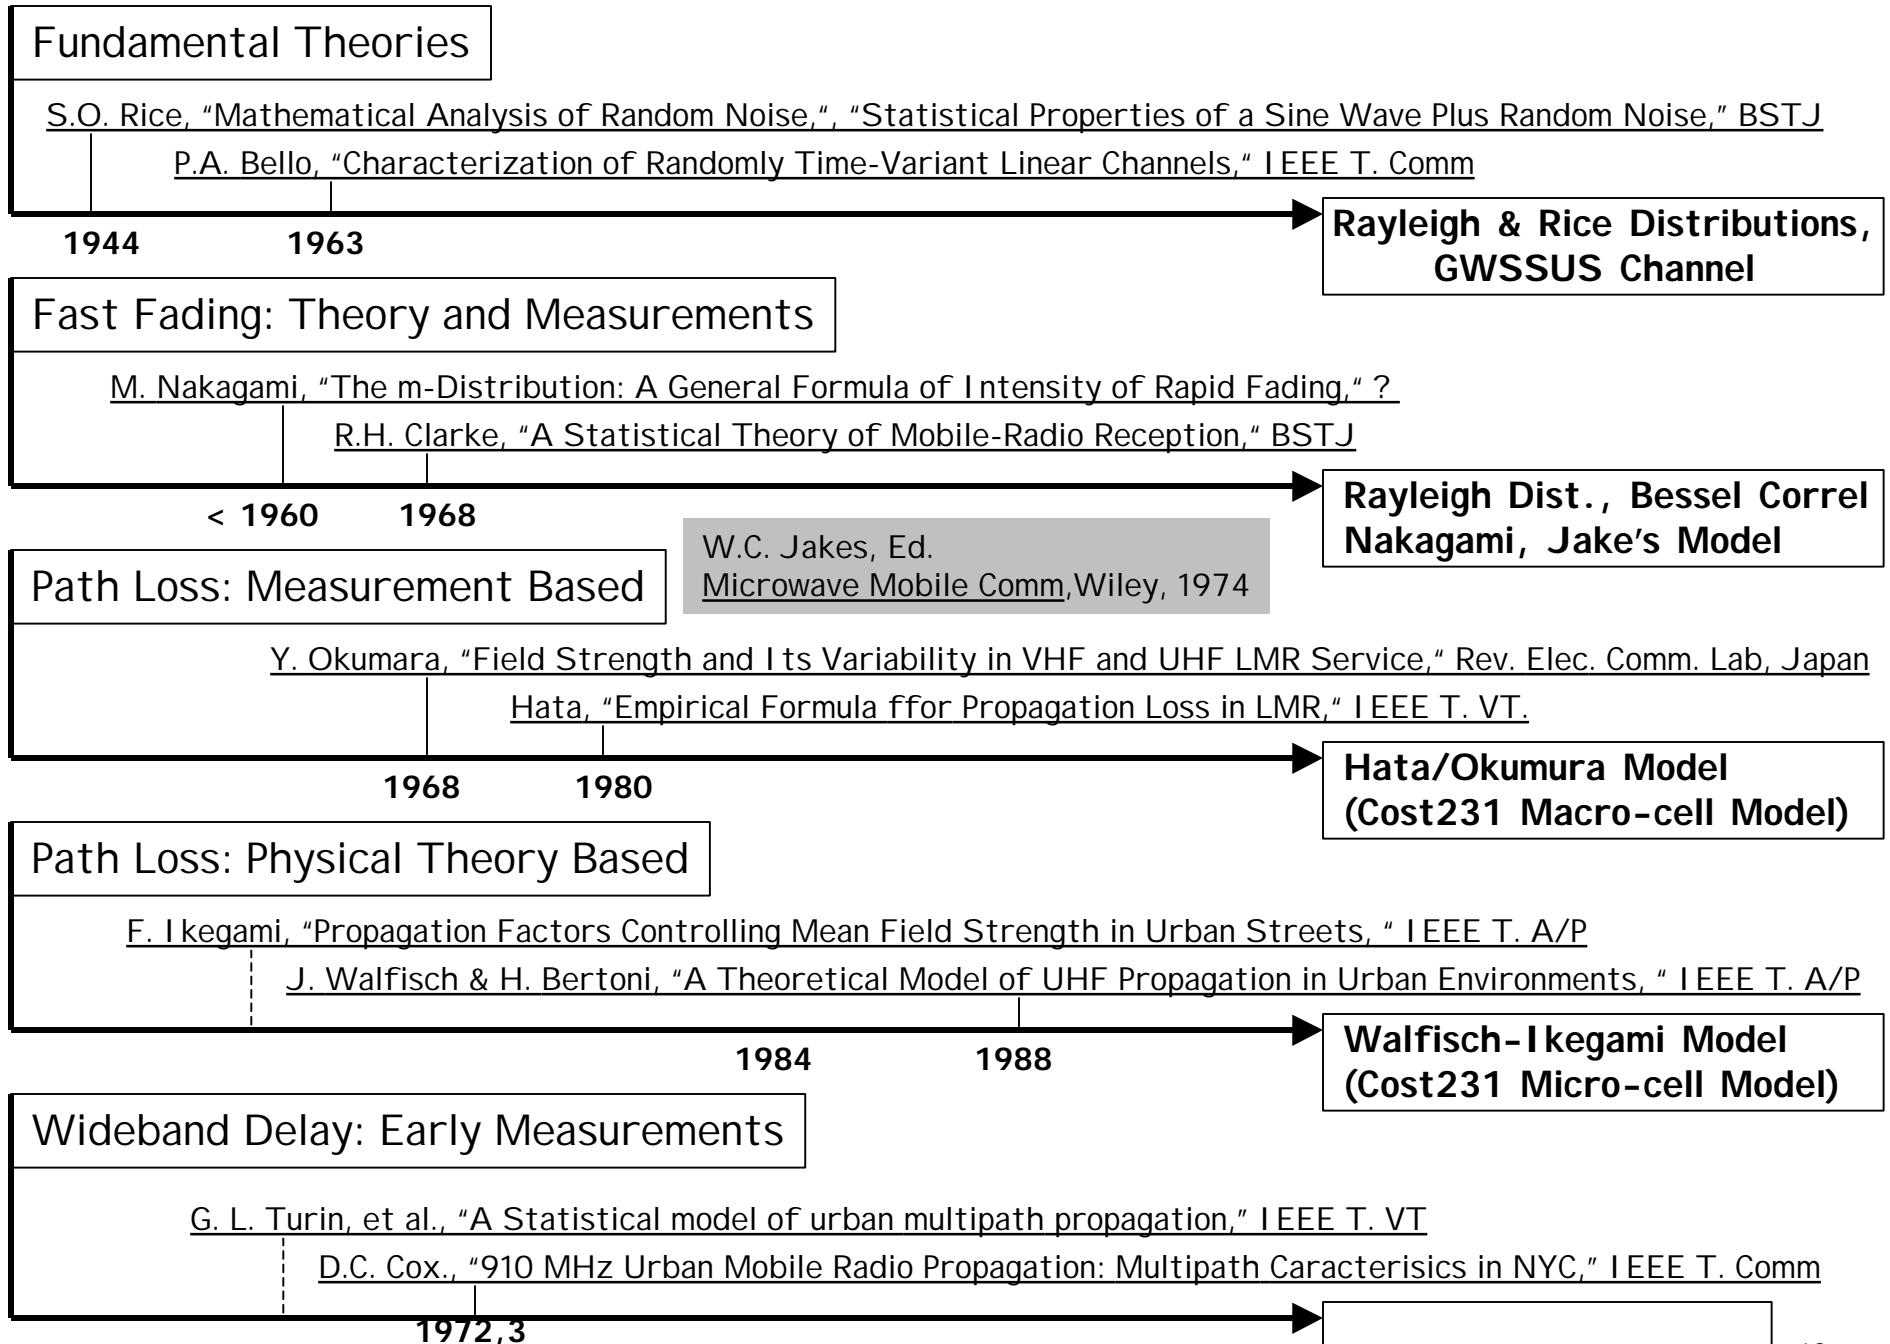 Fundamental Theories
S.O. Rice, "Mathematical Analysis of Random Noise,", "Statistical Properties of a Sine Wave Plus Random Noise," BSTJ
P.A. Bello, "Characterization of Randomly Time-Variant Linear Channels," IEEE T. Comm
1944 1963
Rayleigh & Rice Distributions,
GWSSUS Channel
Fast Fading: Theory and Measurements
M. Nakagami, "The m-Distribution: A General Formula of Intensity of Rapid Fading," ?
R.H. Clarke, "A Statistical Theory of Mobile-Radio Reception," BSTJ
< 1960 1968
Rayleigh Dist., Bessel Correl
Nakagami, Jake's Model
W.C. Jakes, Ed.
Microwave Mobile Comm,Wiley, 1974
Path Loss: Measurement Based
Y. Okumara, "Field Strength and Its Variability in VHF and UHF LMR Service," Rev. Elec. Comm. Lab, Japan
Hata, "Empirical Formula ffor Propagation Loss in LMR," IEEE T. VT.
1968 1980
Hata/Okumura Model
(Cost231 Macro-cell Model)
Path Loss: Physical Theory Based
F. Ikegami, "Propagation Factors Controlling Mean Field Strength in Urban Streets, " IEEE T. A/P
J. Walfisch & H. Bertoni, "A Theoretical Model of UHF Propagation in Urban Environments, " IEEE T. A/P
1984 1988
Walfisch-Ikegami Model
(Cost231 Micro-cell Model)
Wideband Delay: Early Measurements
G. L. Turin, et al., "A Statistical model of urban multipath propagation," IEEE T. VT
D.C. Cox., "910 MHz Urban Mobile Radio Propagation: Multipath Caracterisics in NYC," IEEE T. Comm
1972,3